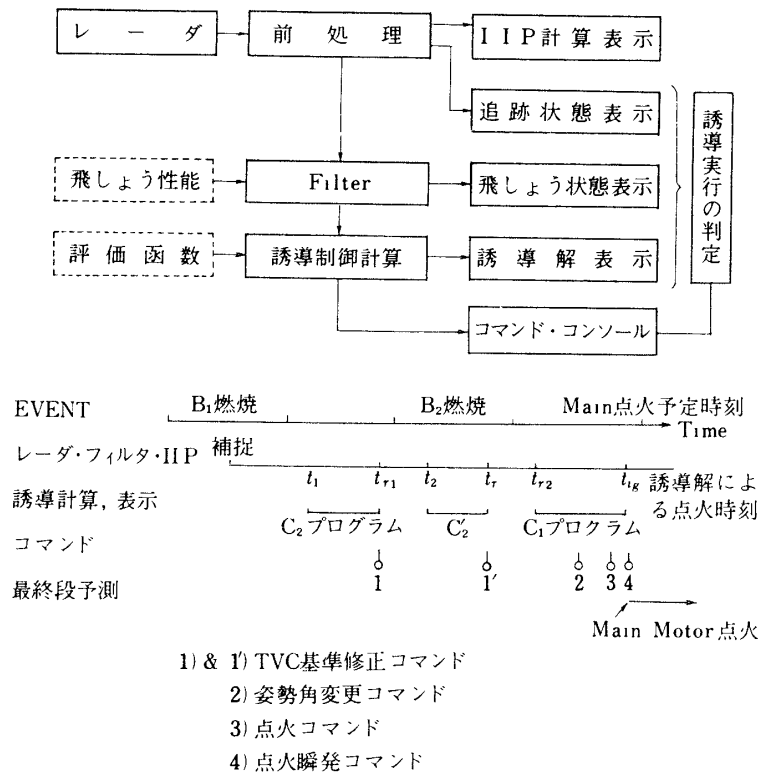 レーダ
前処理
IIP計算表示
追跡状態表示
誘導実行の判定
飛しょう性能
Filter
飛しょう状態表示
評価函数
誘導制御計算
誘導解表示
コマンド・コンソール
EVENT
B₁燃焼
B₂燃焼
Main点火予定時刻
Time
レーダ・フィルタ・IIP
補捉
t₁
t_r1
t₂
t_r
t_r2
t_ig
誘導解によ
る点火時刻
誘導計算,表示
C₂プログラム
C₂′
C₁プログラム
コマンド
最終段予測
1
1′
2
3
4
Main Motor点火
1) & 1′) TVC基準修正コマンド
2) 姿勢角変更コマンド
3) 点火コマンド
4) 点火瞬発コマンド